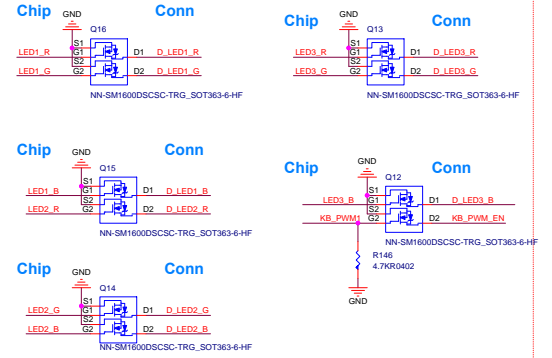 Chip GND Conn
Q16
S1
LED1_R G1 D1 D_LED1_R
S2
LED1_G G2 D2 D_LED1_G
NN-SM1600DSCSC-TRG_SOT363-6-HF
Chip GND Conn
Q13
S1
LED3_R G1 D1 D_LED3_R
S2
LED3_G G2 D2 D_LED3_G
NN-SM1600DSCSC-TRG_SOT363-6-HF
Chip GND Conn
Q15
S1
LED1_B G1 D1 D_LED1_B
S2
LED2_R G2 D2 D_LED2_R
NN-SM1600DSCSC-TRG_SOT363-6-HF
Chip GND Conn
Q12
S1
LED3_B G1 D1 D_LED3_B
S2
KB_PWM1 G2 D2 KB_PWM_EN
NN-SM1600DSCSC-TRG_SOT363-6-HF
R146
4.7KR0402
GND
GND
Q14
S1
LED2_G G1 D1 D_LED2_G
S2
LED2_B G2 D2 D_LED2_B
NN-SM1600DSCSC-TRG_SOT363-6-HF